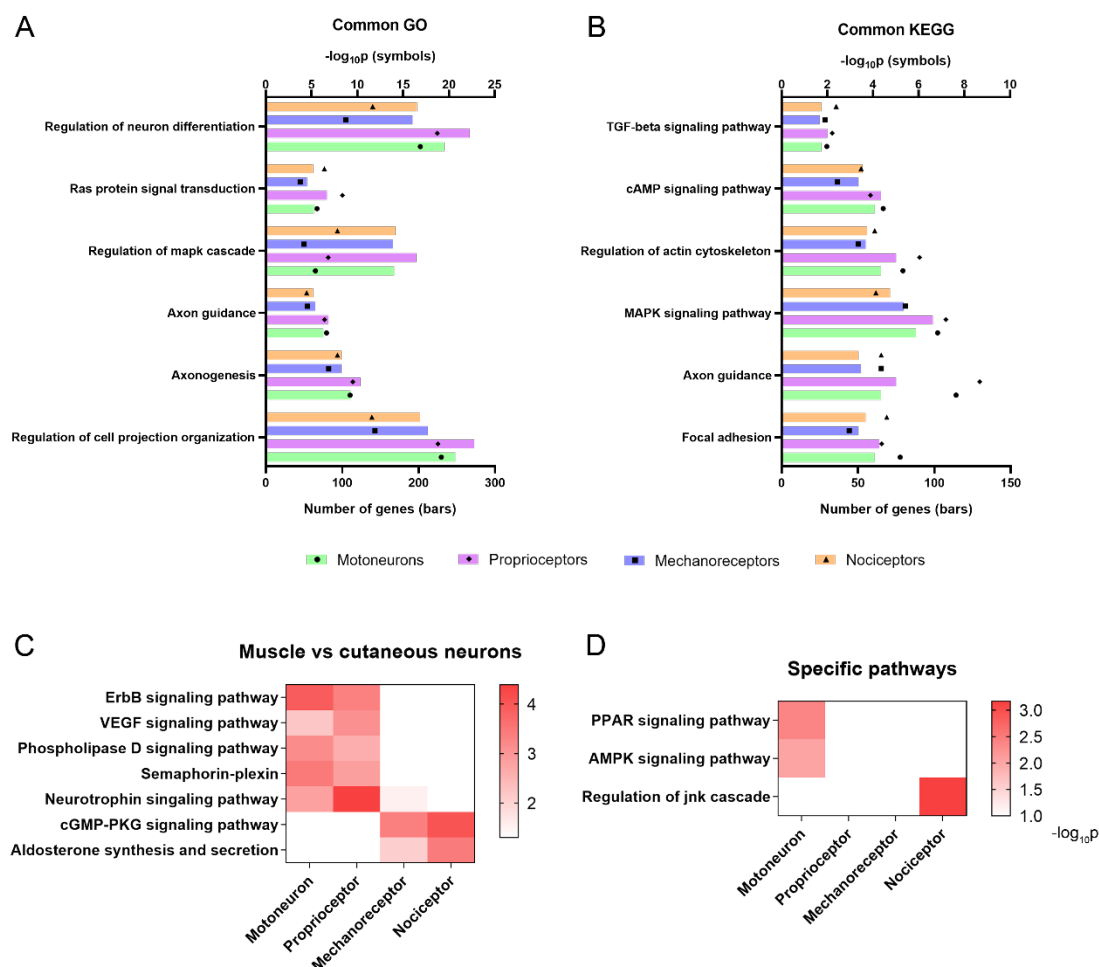 A
Common GO
-log10p (symbols)
0 5 10 15 20 25
Regulation of neuron differentiation
Ras protein signal transduction
Regulation of mapk cascade
Axon guidance
Axonogenesis
Regulation of cell projection organization
0 100 200 300
Number of genes (bars)
B
Common KEGG
-log10p (symbols)
0 2 4 6 8 10
TGF-beta signaling pathway
cAMP signaling pathway
Regulation of actin cytoskeleton
MAPK signaling pathway
Axon guidance
Focal adhesion
0 50 100 150
Number of genes (bars)
Motoneurons Proprioceptors Mechanoreceptors Nociceptors
C
Muscle vs cutaneous neurons
ErbB signaling pathway
VEGF signaling pathway
Phospholipase D signaling pathway
Semaphorin-plexin
Neurotrophin singaling pathway
cGMP-PKG signaling pathway
Aldosterone synthesis and secretion
Motoneuron
Proprioceptor
Mechanoreceptor
Nociceptor
4
3
2
D
Specific pathways
PPAR signaling pathway
AMPK signaling pathway
Regulation of jnk cascade
Motoneuron
Proprioceptor
Mechanoreceptor
Nociceptor
3.0
2.5
2.0
1.5
1.0
-log10p